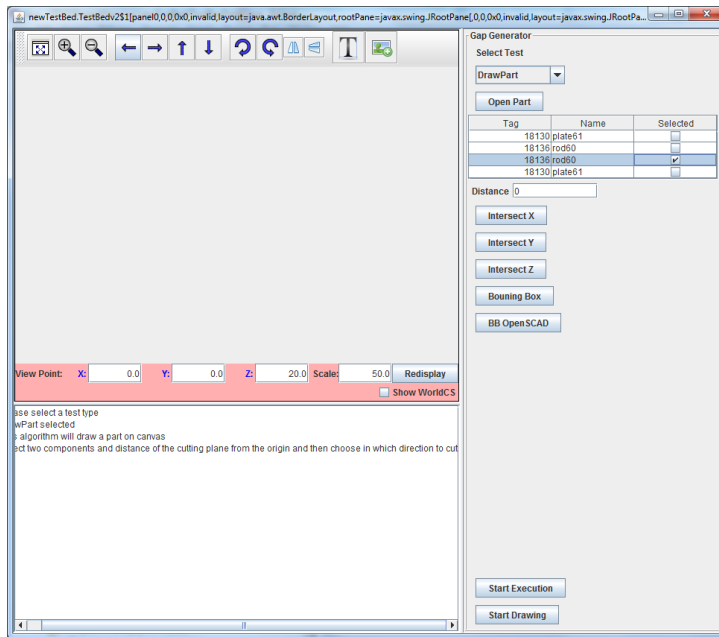 newTestBed.TestBedv2$1[panel0,0,0,0x0,invalid,layout=java.awt.BorderLayout,rootPane=javax.swing.JRootPane[,0,0,0x0,invalid,layout=javax.swing.JRootPa...
T
View Point: X: 0.0 Y: 0.0 Z: 20.0 Scale: 50.0 Redisplay
Show WorldCS
ase select a test type
wPart selected
s algorithm will draw a part on canvas
ect two components and distance of the cutting plane from the origin and then choose in which direction to cut
Gap Generator
Select Test
DrawPart
Open Part
Tag Name Selected
18130 plate61
18136 rod60
18136 rod60
18130 plate61
Distance 0
Intersect X
Intersect Y
Intersect Z
Bouning Box
BB OpenSCAD
Start Execution
Start Drawing